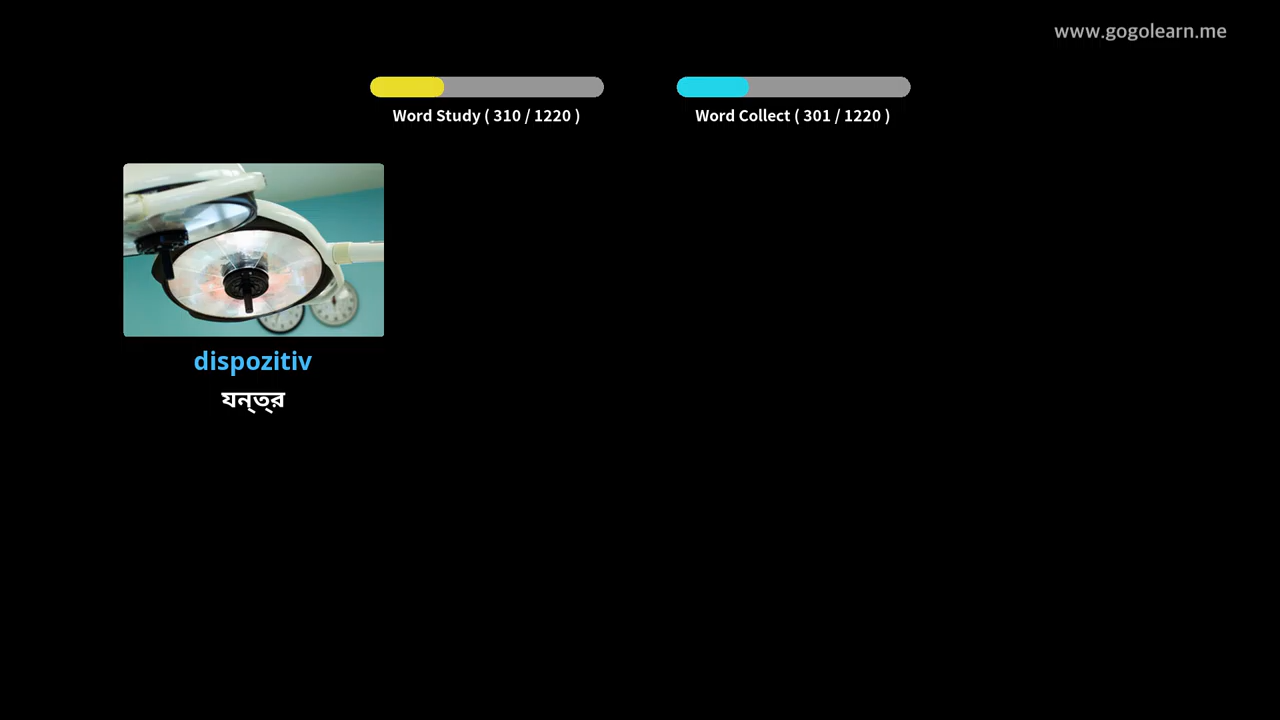 www.gogolearn.me
Word Study ( 310 / 1220 )
Word Collect ( 301 / 1220 )
dispozitiv
যন্ত্র